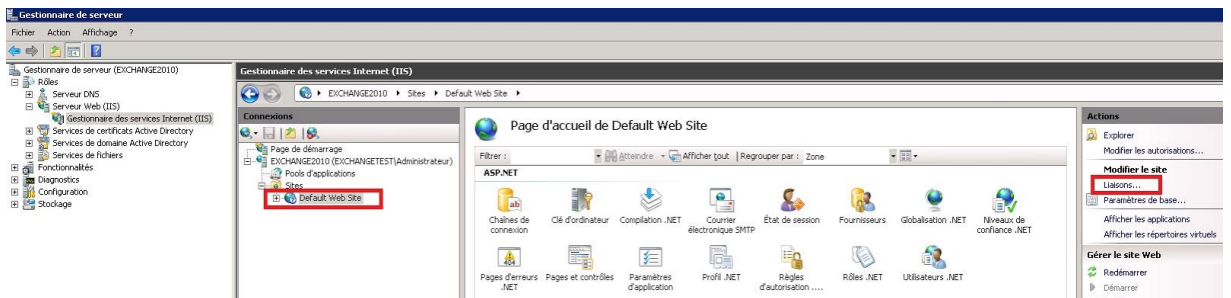 Gestionnaire de serveur
Fichier Action Affichage ?
Gestionnaire de serveur (EXCHANGE2010)
Rôles
Serveur DNS
Serveur Web (IIS)
Gestionnaire des services Internet (IIS)
Services de certificats Active Directory
Services de domaine Active Directory
Services de fichiers
Fonctionnalités
Diagnostics
Configuration
Stockage
Gestionnaire des services Internet (IIS)
EXCHANGE2010 Sites Default Web Site
Connexions
Page de démarrage
EXCHANGE2010 (EXCHANGETEST\Administrateur)
Pools d'applications
Sites
Default Web Site
Page d'accueil de Default Web Site
Filtrer : Atteindre Afficher tout Regrouper par : Zone
ASP.NET
Chaînes de connexion
Clé d'ordinateur
Compilation .NET
Courrier électronique SMTP
État de session
Fournisseurs
Globalisation .NET
Niveaux de confiance .NET
Pages d'erreurs .NET
Pages et contrôles
Paramètres d'application
Profil .NET
Règles d'autorisation ....
Rôles .NET
Utilisateurs .NET
Actions
Explorer
Modifier les autorisations...
Modifier le site
Liaisons...
Paramètres de base...
Afficher les applications
Afficher les répertoires virtuels
Gérer le site Web
Redémarrer
Démarrer